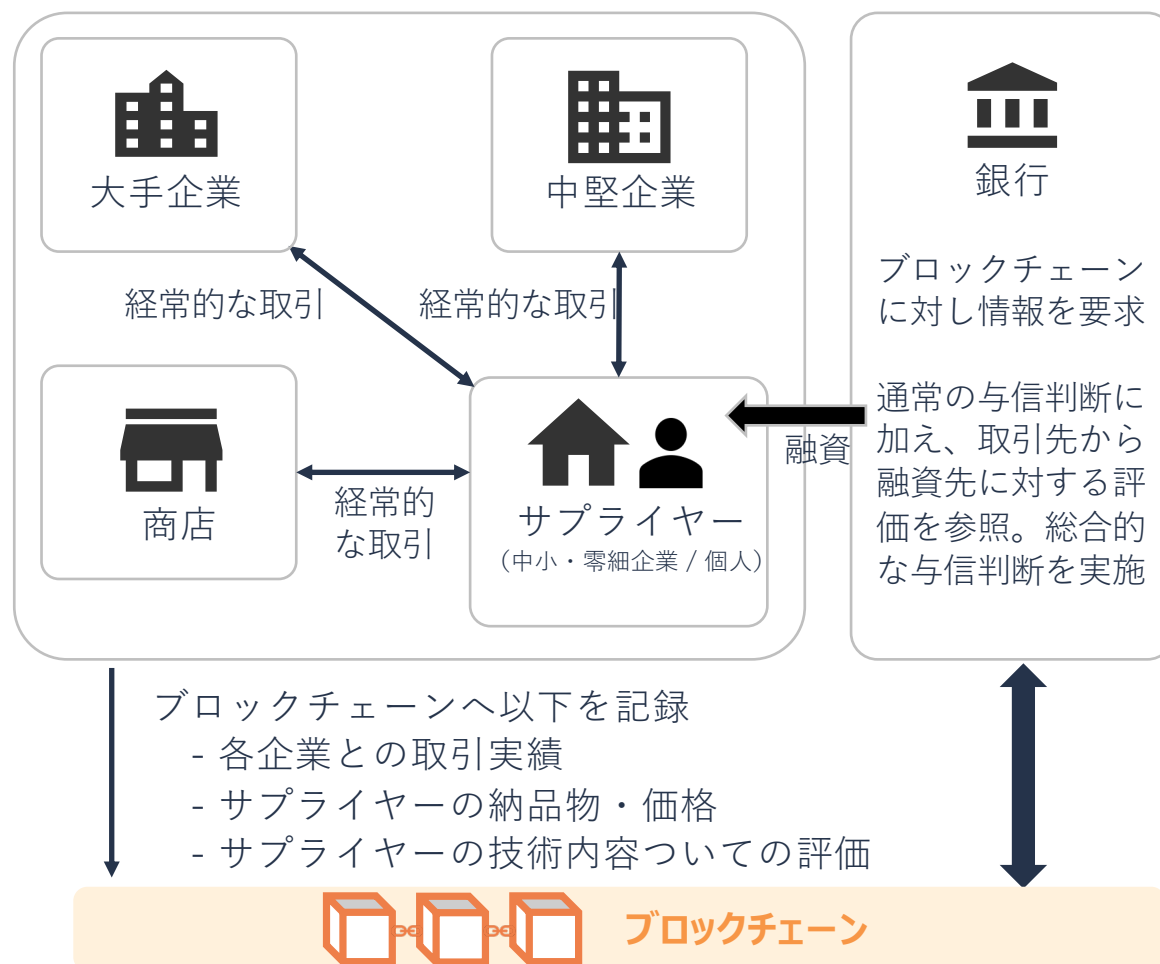 大手企業
中堅企業
銀行
経常的な取引
経常的な取引
ブロックチェーン
に対し情報を要求
商店
経常的
な取引
サプライヤー
（中小・零細企業 / 個人）
融資
通常の与信判断に
加え、取引先から
融資先に対する評
価を参照。総合的
な与信判断を実施
ブロックチェーンへ以下を記録
- 各企業との取引実績
- サプライヤーの納品物・価格
- サプライヤーの技術内容ついての評価
ブロックチェーン